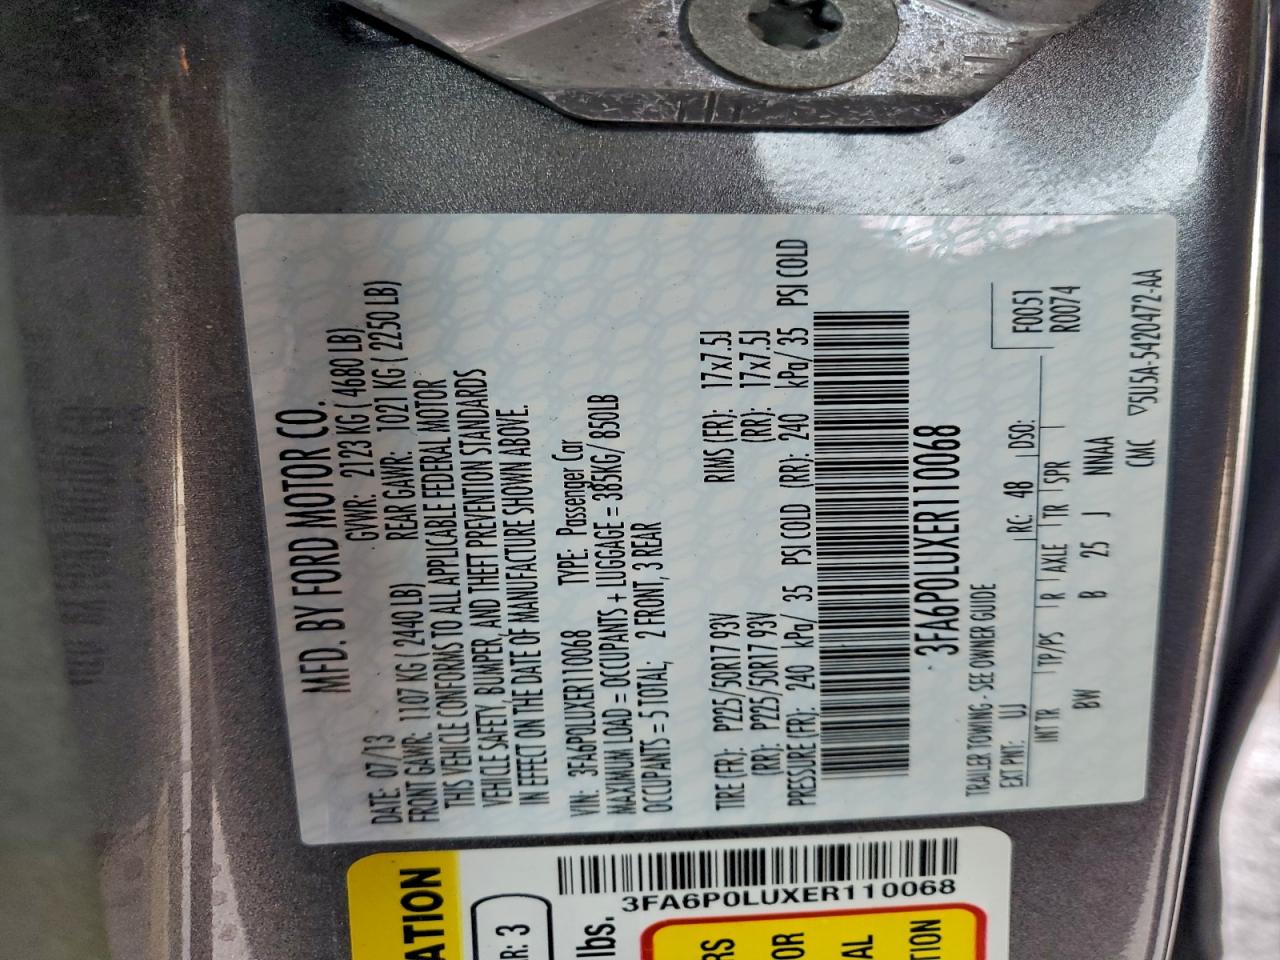 MFD. BY FORD MOTOR CO.
DATE: 07/13 GVWR: 2123 KG ( 4680 LB)
FRONT GAWR: 1107 KG ( 2440 LB) REAR GAWR: 1021 KG ( 2250 LB)
THIS VEHICLE CONFORMS TO ALL APPLICABLE FEDERAL MOTOR
VEHICLE SAFETY, BUMPER, AND THEFT PREVENTION STANDARDS
IN EFFECT ON THE DATE OF MANUFACTURE SHOWN ABOVE.
VIN: 3FA6P0LUXER110068 TYPE: Passenger Car
MAXIMUM LOAD = OCCUPANTS + LUGGAGE = 385KG/ 850LB
OCCUPANTS = 5 TOTAL; 2 FRONT, 3 REAR
TIRE (FR): P225/50R17 93V RIMS (FR): 17x7.5J
(RR): P225/50R17 93V (RR): 17x7.5J
PRESSURE (FR): 240 kPa/ 35 PSI COLD (RR): 240 kPa/ 35 PSI COLD
3FA6P0LUXER110068
TRAILER TOWING - SEE OWNER GUIDE
F0051
R0074
EXT PNT: UJ RC: 48 DSO:
INT TR TP/PS R AXLE TR SPR
BW B 25 J NNAA
CMC ▽5U5A-5420472-AA
ATION
R: 3
lbs.
3FA6P0LUXER110068
RS
OR
AL
TION